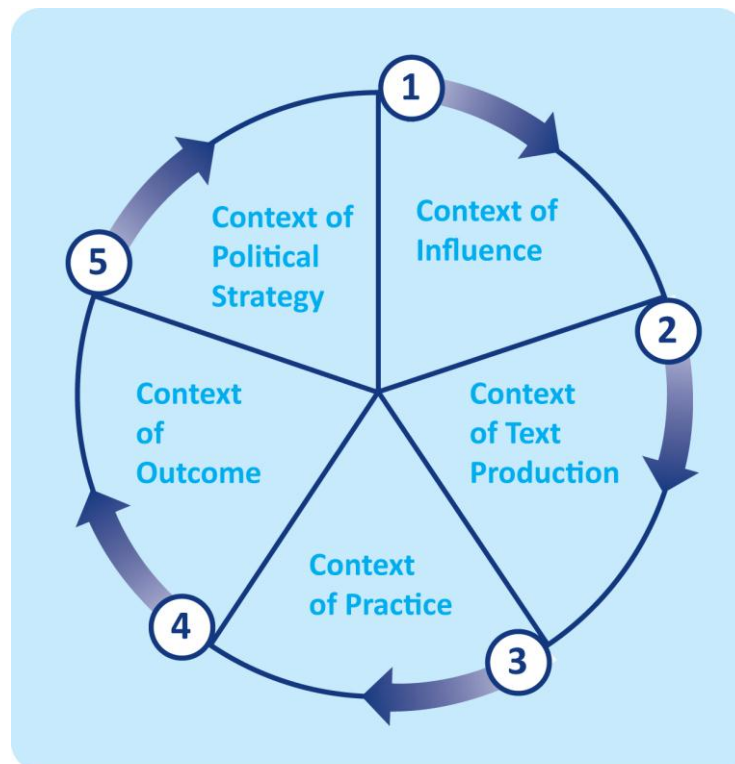 1
Context of
Influence
2
Context
of Text
Production
3
Context
of Practice
4
Context
of
Outcome
5
Context of
Political
Strategy